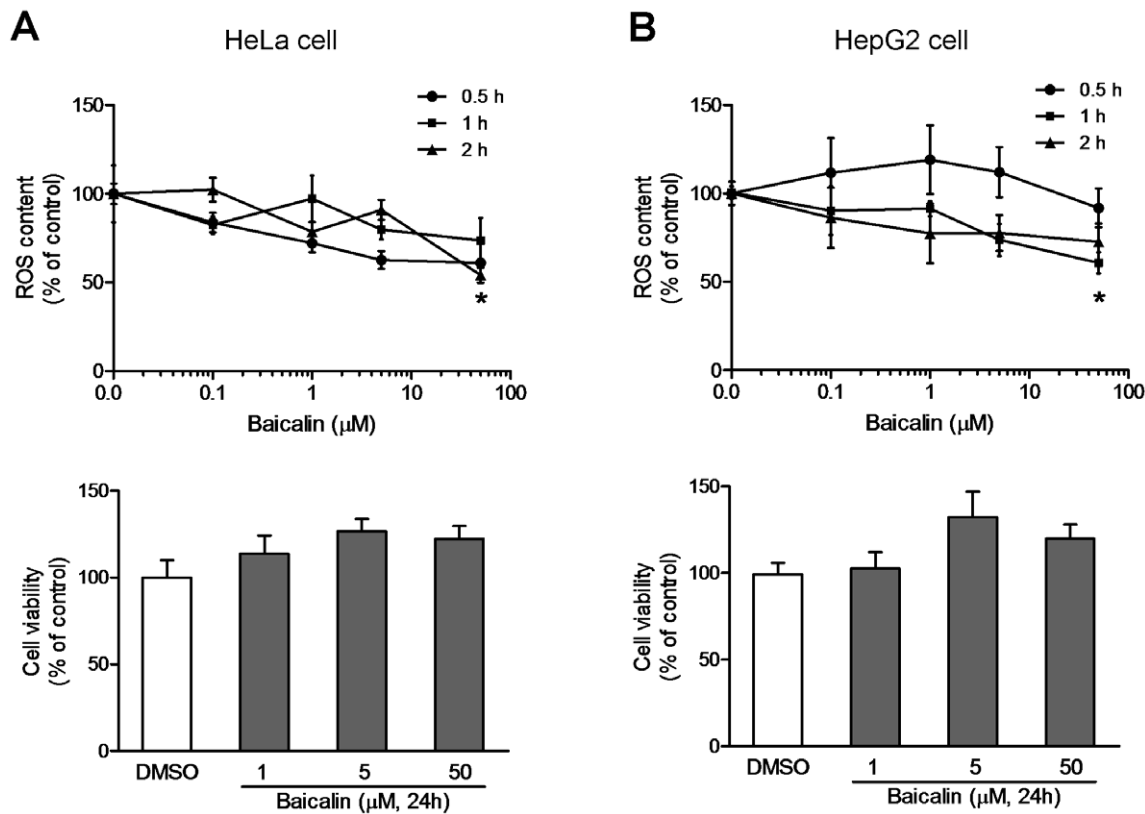 A
HeLa cell
0.5 h
1 h
2 h
150
100
50
0
ROS content
(% of control)
*
0.0
0.1
1
10
100
Baicalin (μM)
B
HepG2 cell
0.5 h
1 h
2 h
150
100
50
0
ROS content
(% of control)
*
0.0
0.1
1
10
100
Baicalin (μM)
150
100
50
0
Cell viability
(% of control)
DMSO
1
5
50
Baicalin (μM, 24h)
150
100
50
0
Cell viability
(% of control)
DMSO
1
5
50
Baicalin (μM, 24h)